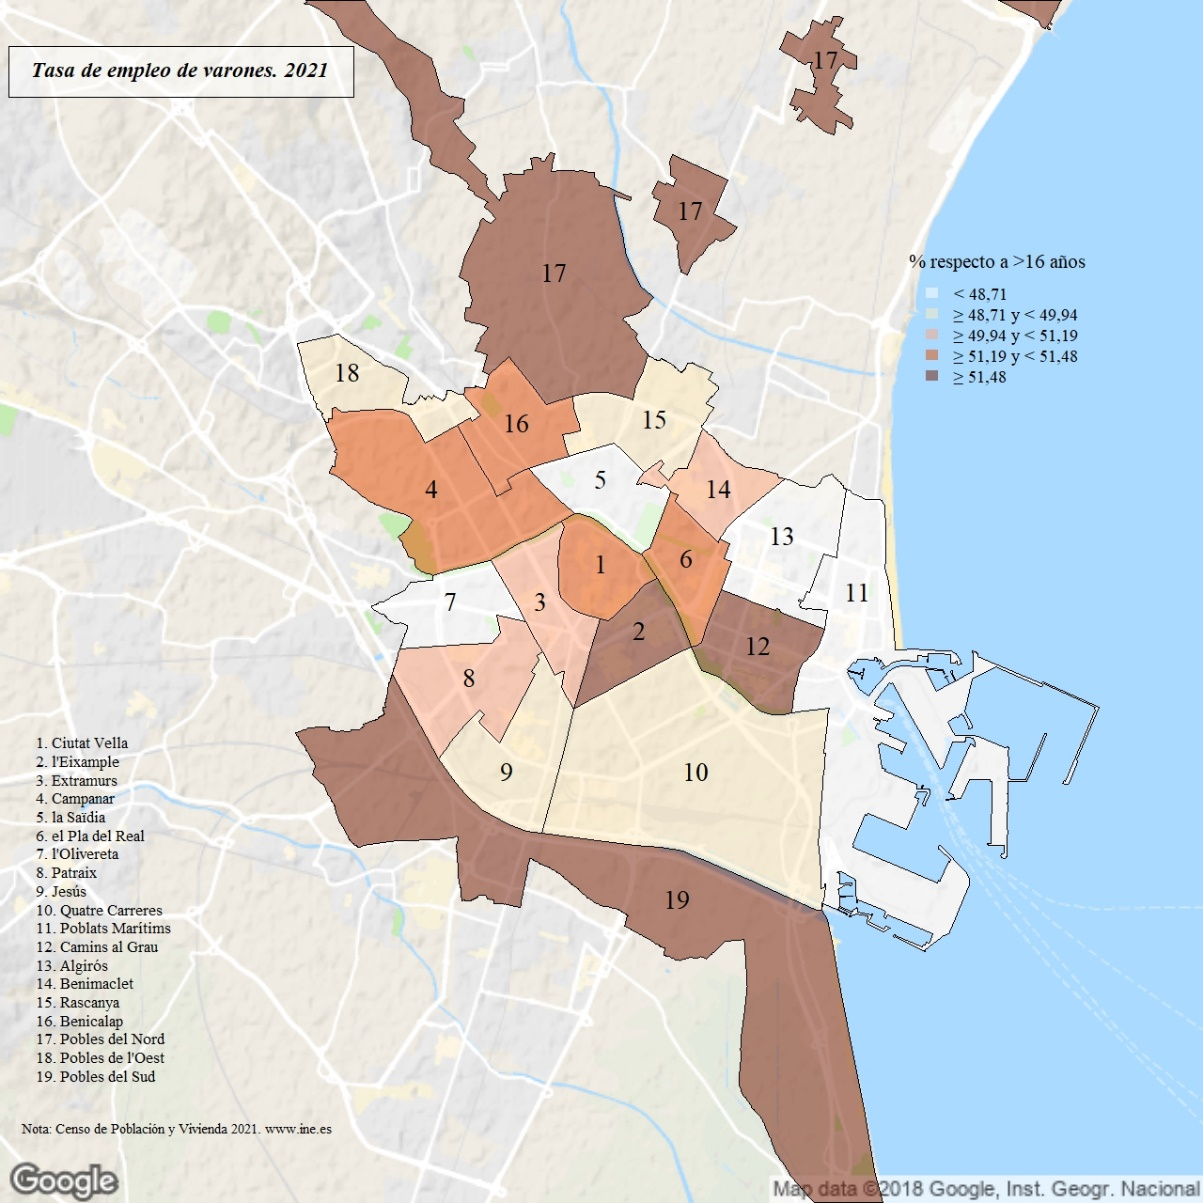 Tasa de empleo de varones. 2021
17
17
17
% respecto a >16 años
< 48,71
≥ 48,71 y < 49,94
≥ 49,94 y < 51,19
≥ 51,19 y < 51,48
≥ 51,48
18
16
15
5
4
14
13
1
6
11
7
3
2
12
8
9
10
19
1. Ciutat Vella
2. l'Eixample
3. Extramurs
4. Campanar
5. la Saïdia
6. el Pla del Real
7. l'Olivereta
8. Patraix
9. Jesús
10. Quatre Carreres
11. Poblats Marítims
12. Camins al Grau
13. Algirós
14. Benimaclet
15. Rascanya
16. Benicalap
17. Pobles del Nord
18. Pobles de l'Oest
19. Pobles del Sud
Nota: Censo de Población y Vivienda 2021. www.ine.es
Google
Map data ©2018 Google, Inst. Geogr. Nacional